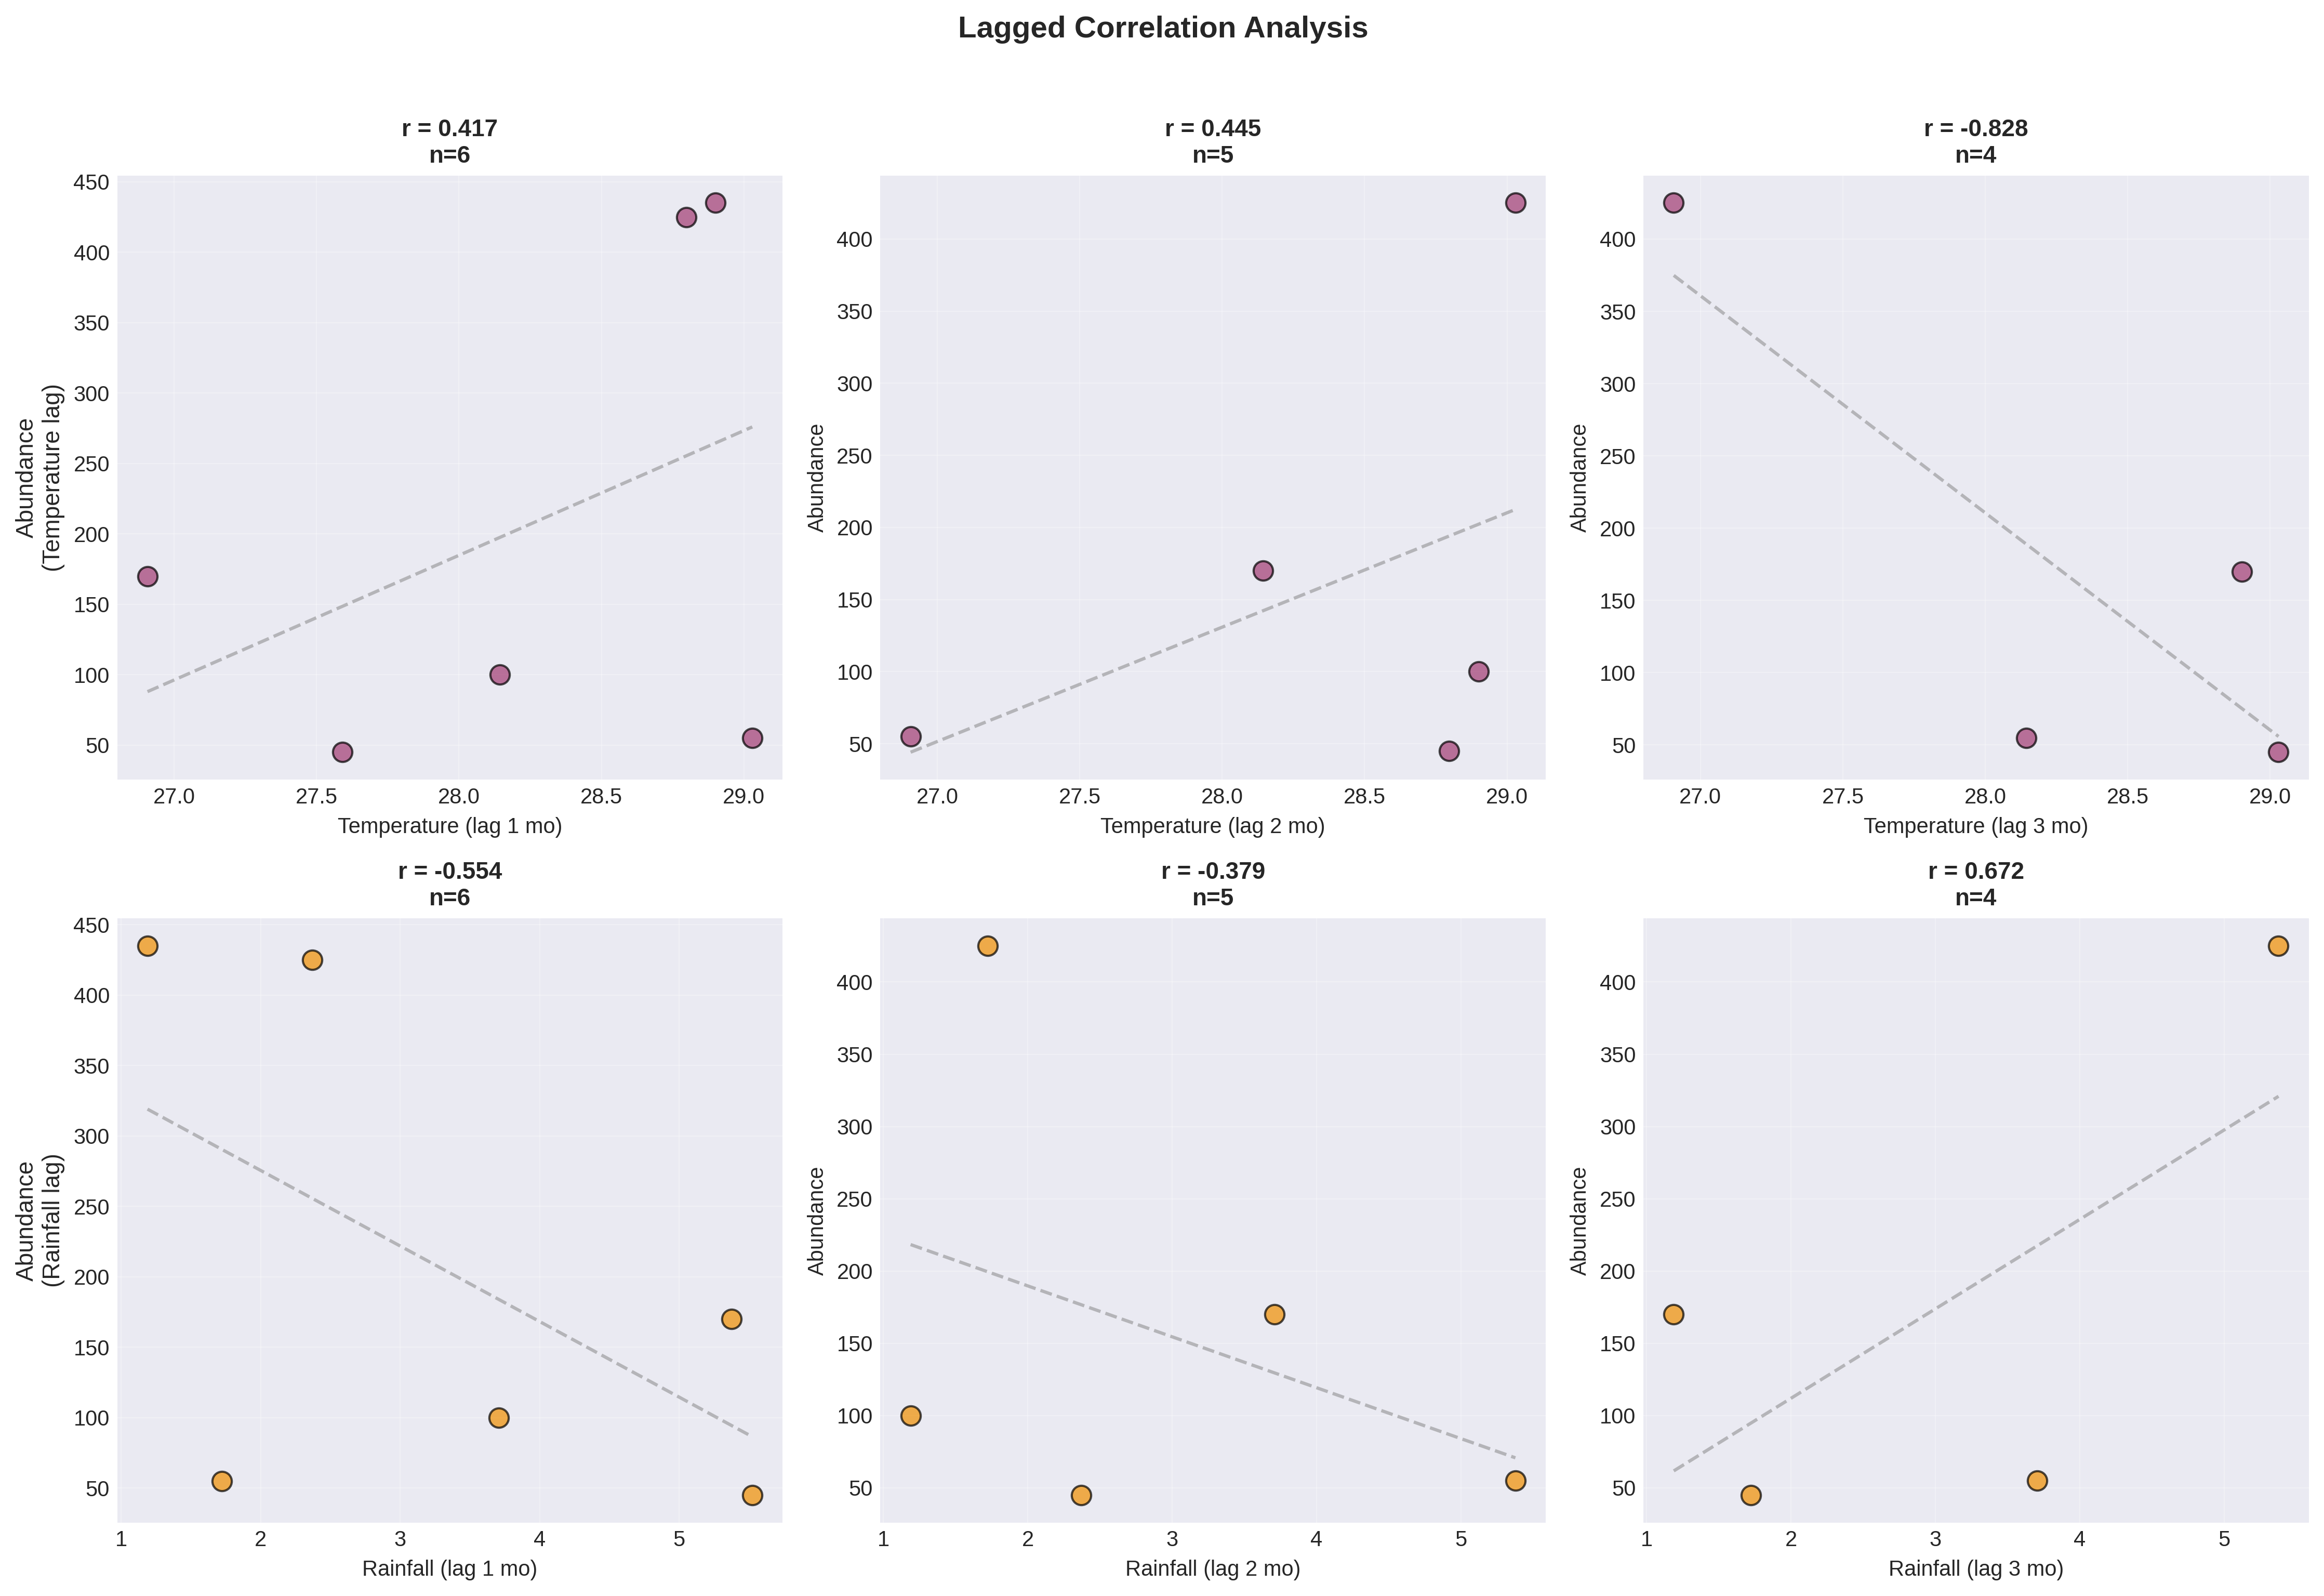 Lagged Correlation Analysis
r = 0.417
n=6
450
400
350
300
250
200
150
100
50
Abundance
(Temperature lag)
27.0 27.5 28.0 28.5 29.0
Temperature (lag 1 mo)
r = 0.445
n=5
400
350
300
250
200
150
100
50
Abundance
27.0 27.5 28.0 28.5 29.0
Temperature (lag 2 mo)
r = -0.828
n=4
400
350
300
250
200
150
100
50
Abundance
27.0 27.5 28.0 28.5 29.0
Temperature (lag 3 mo)
r = -0.554
n=6
450
400
350
300
250
200
150
100
50
Abundance
(Rainfall lag)
1 2 3 4 5
Rainfall (lag 1 mo)
r = -0.379
n=5
400
350
300
250
200
150
100
50
Abundance
1 2 3 4 5
Rainfall (lag 2 mo)
r = 0.672
n=4
400
350
300
250
200
150
100
50
Abundance
1 2 3 4 5
Rainfall (lag 3 mo)